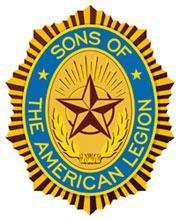 SONS OF
THE AMERICAN LEGION